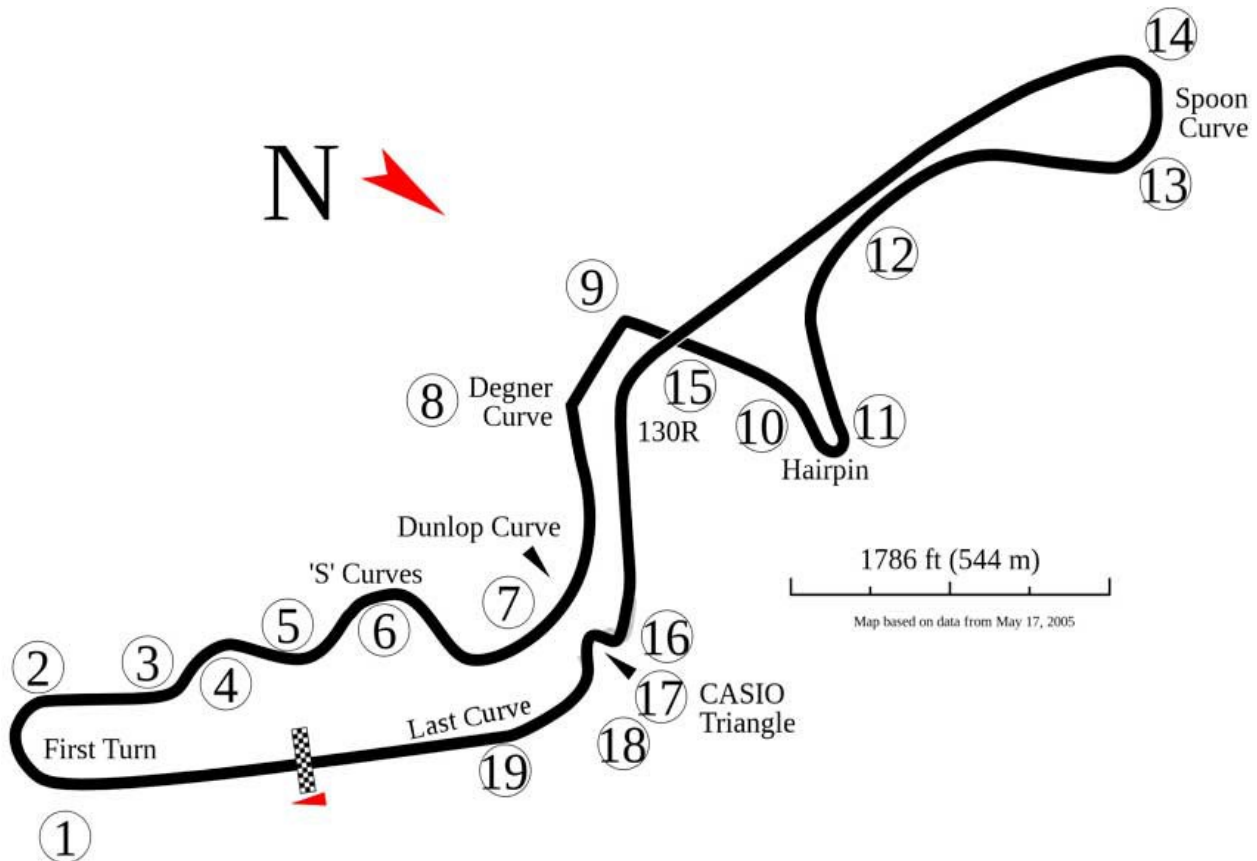 14
Spoon
Curve
N
13
12
9
15
8
Degner
Curve
130R
10
11
Hairpin
Dunlop Curve
'S' Curves
7
1786 ft (544 m)
Map based on data from May 17, 2005
5
6
16
2
3
4
17
CASIO
Triangle
18
Last Curve
First Turn
19
1